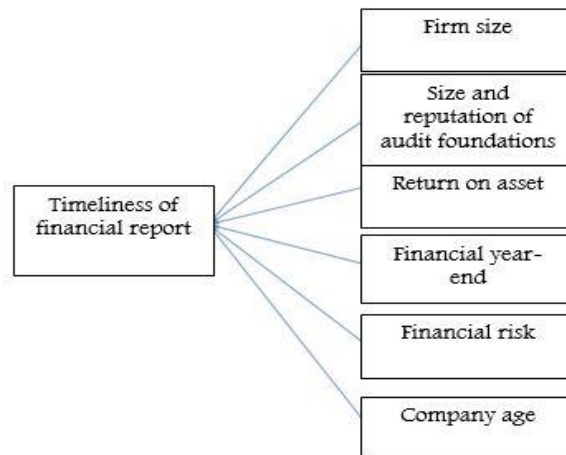 Firm size
Size and
reputation of
audit foundations
Return on asset
Timeliness of
financial report
Financial year-
end
Financial risk
Company age